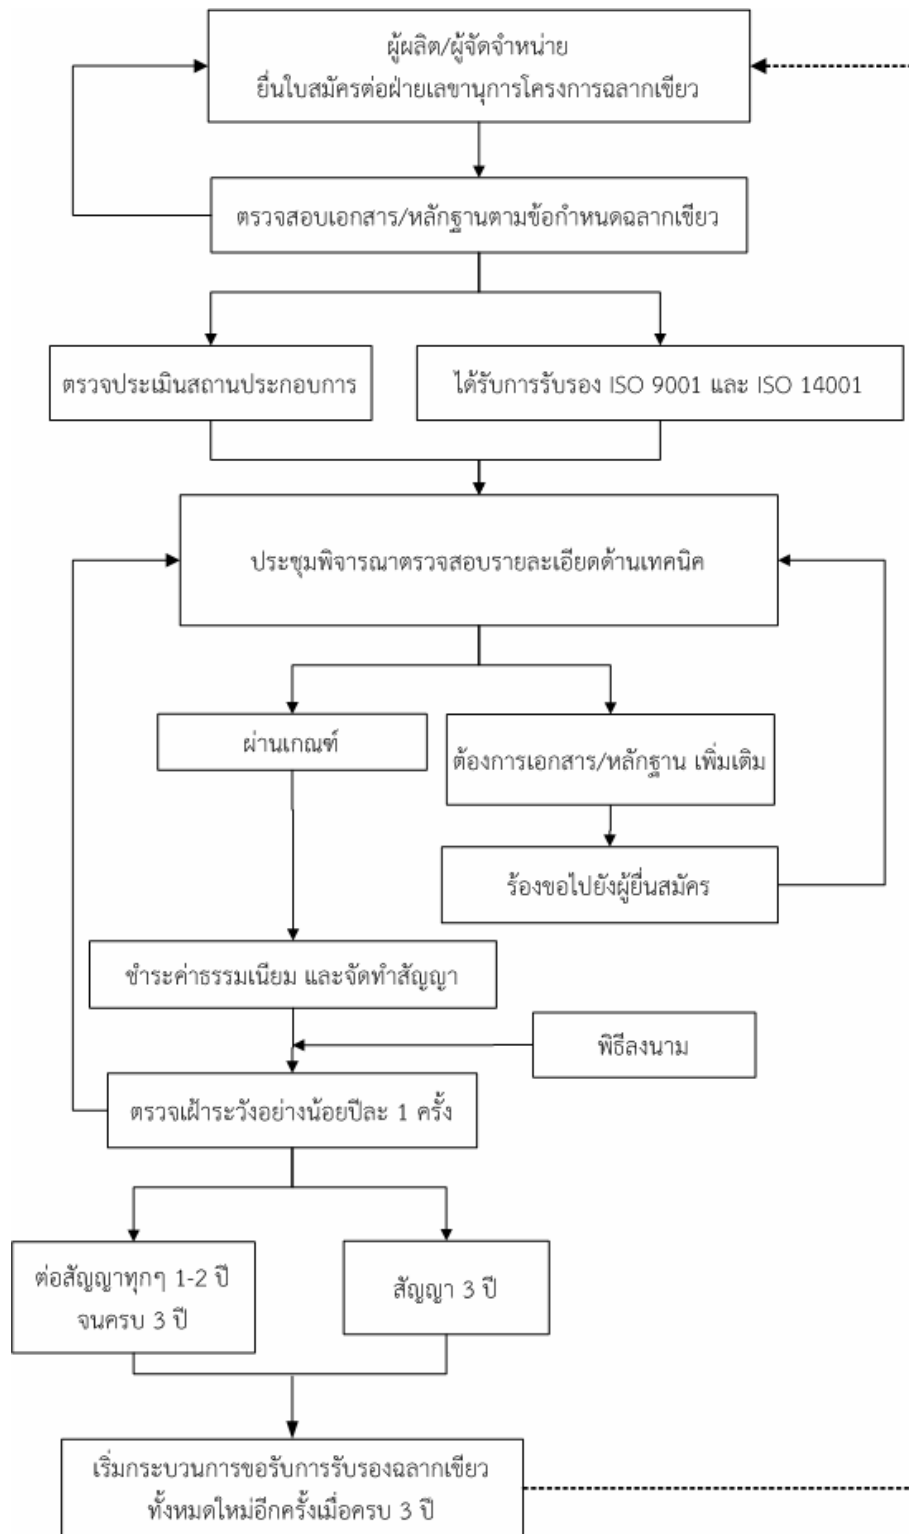 ผู้ผลิต/ผู้จัดจำหน่าย
ยื่นใบสมัครต่อฝ่ายเลขานุการโครงการฉลากเขียว
ตรวจสอบเอกสาร/หลักฐานตามข้อกำหนดฉลากเขียว
ตรวจประเมินสถานประกอบการ
ได้รับการรับรอง ISO 9001 และ ISO 14001
ประชุมพิจารณาตรวจสอบรายละเอียดด้านเทคนิค
ผ่านเกณฑ์
ต้องการเอกสาร/หลักฐาน เพิ่มเติม
ร้องขอไปยังผู้ยื่นสมัคร
ชำระค่าธรรมเนียม และจัดทำสัญญา
พิธีลงนาม
ตรวจเฝ้าระวังอย่างน้อยปีละ 1 ครั้ง
ต่อสัญญาทุกๆ 1-2 ปี
จนครบ 3 ปี
สัญญา 3 ปี
เริ่มกระบวนการขอรับการรับรองฉลากเขียว
ทั้งหมดใหม่อีกครั้งเมื่อครบ 3 ปี